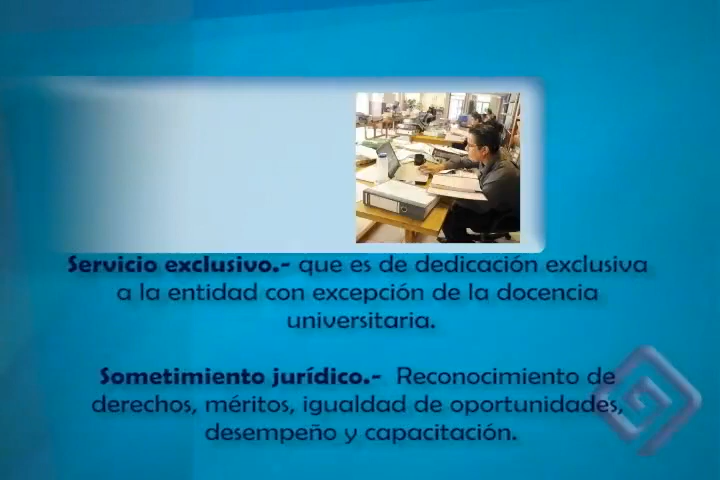 Servicio exclusivo.- que es de dedicación exclusiva
a la entidad con excepción de la docencia
universitaria.
Sometimiento jurídico.- Reconocimiento de
derechos, méritos, igualdad de oportunidades,
desempeño y capacitación.